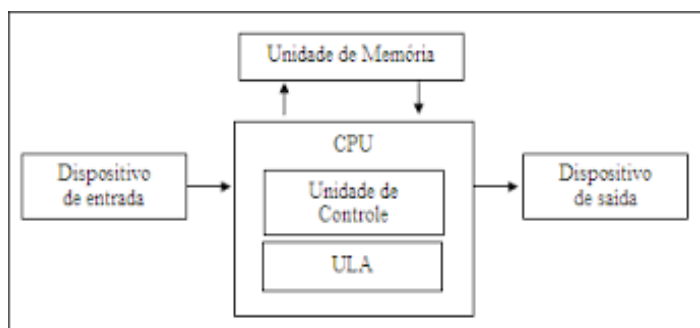 Unidade de Memória
CPU
Dispositivo
de entrada
Unidade de
Controle
ULA
Dispositivo
de saída